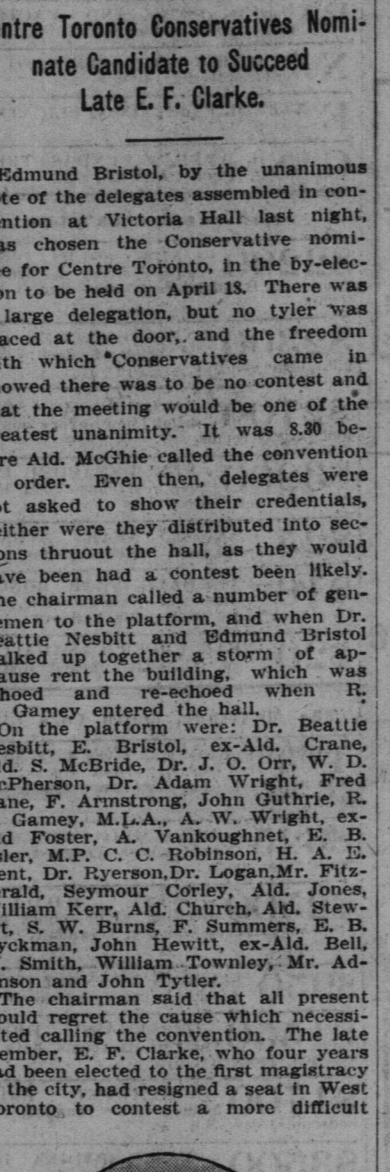 ntre Toronto Conservatives Nomi-
nate Candidate to Succeed
Late E. F. Clarke.
Edmund Bristol, by the unanimous
te of the delegates assembled in con-
ntion at Victoria Hall last night,
as chosen the Conservative nomi-
e for Centre Toronto, in the by-elec-
on to be held on April 18. There was
large delegation, but no tyler was
aced at the door, and the freedom
ith which Conservatives came in
owed there was to be no contest and
at the meeting would be one of the
eatest unanimity. It was 8.30 be-
re Ald. McGhie called the convention
order. Even then, delegates were
ot asked to show their credentials,
either were they distributed into sec-
ons thruout the hall, as they would
ave been had a contest been likely.
he chairman called a number of gen-
emen to the platform, and when Dr.
eattie Nesbitt and Edmund Bristol
alked up together a storm of ap-
ause rent the building, which was
hoed and re-echoed when R.
Gamey entered the hall.
On the platform were: Dr. Beattie
esbitt, E. Bristol, ex-Ald. Crane,
ld. S. McBride, Dr. J. O. Orr, W. D.
cPherson, Dr. Adam Wright, Fred
ane, F. Armstrong, John Guthrie, R.
Gamey, M.L.A., A. W. Wright, ex-
d Foster, A. Vankoughnet, E. B.
sler, M.P. C. C. Robinson, H. A. E.
ent, Dr. Ryerson, Dr. Logan, Mr. Fitz-
erald, Seymour Corley, Ald. Jones,
illiam Kerr, Ald. Church, Ald. Stew-
t, S. W. Burns, F. Summers, E. B.
yckman, John Hewitt, ex-Ald. Bell,
. Smith, William Townley, Mr. Ad-
nson and John Tytler.
The chairman said that all present
ould regret the cause which necessi-
ted calling the convention. The late
ember, E. F. Clarke, who four years
ad been elected to the first magistracy
the city, had resigned a seat in West
oronto to contest a more difficult